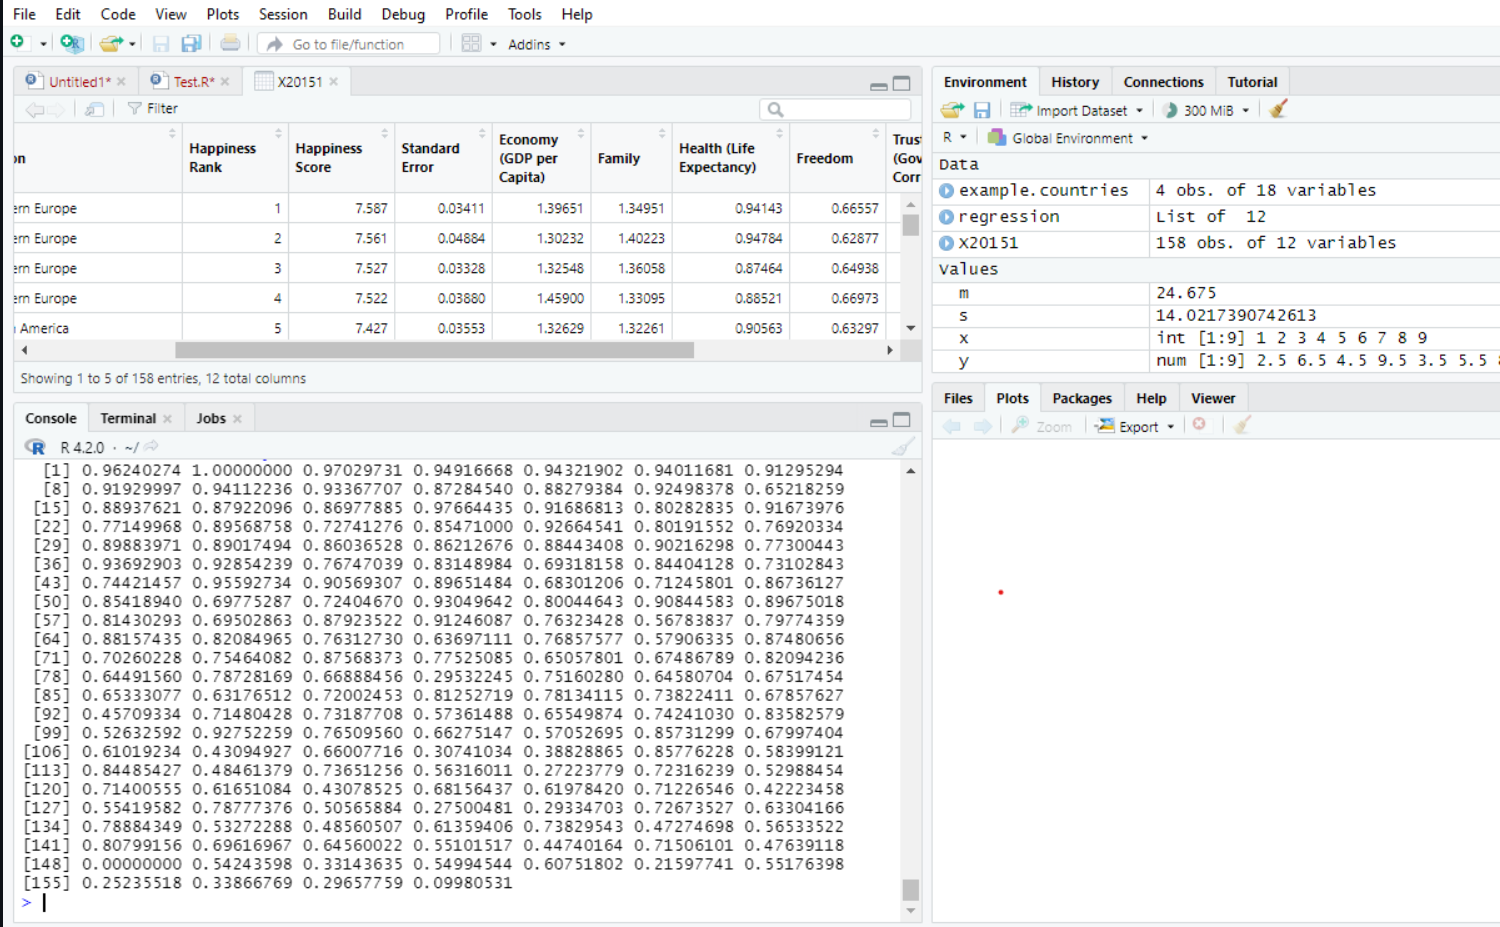 File Edit Code View Plots Session Build Debug Profile Tools Help
Go to file/function Addins
Untitled1* Test.R* X20151
Filter
on Happiness Rank Happiness Score Standard Error Economy (GDP per Capita) Family Health (Life Expectancy) Freedom Trus (Gov Corr
ern Europe 1 7.587 0.03411 1.39651 1.34951 0.94143 0.66557
ern Europe 2 7.561 0.04884 1.30232 1.40223 0.94784 0.62877
ern Europe 3 7.527 0.03328 1.32548 1.36058 0.87464 0.64938
ern Europe 4 7.522 0.03880 1.45900 1.33095 0.88521 0.66973
America 5 7.427 0.03553 1.32629 1.32261 0.90563 0.63297
Showing 1 to 5 of 158 entries, 12 total columns
Console Terminal Jobs
R 4.2.0 · ~/
[1] 0.96240274 1.00000000 0.97029731 0.94916668 0.94321902 0.94011681 0.91295294
[8] 0.91929997 0.94112236 0.93367707 0.87284540 0.88279384 0.92498378 0.65218259
[15] 0.88937621 0.87922096 0.86977885 0.97664435 0.91686813 0.80282835 0.91673976
[22] 0.77149968 0.89568758 0.72741276 0.85471000 0.92664541 0.80191552 0.76920334
[29] 0.89883971 0.89017494 0.86036528 0.86212676 0.88443408 0.90216298 0.77300443
[36] 0.93692903 0.92854239 0.76747039 0.83148984 0.69318158 0.84404128 0.73102843
[43] 0.74421457 0.95592734 0.90569307 0.89651484 0.68301206 0.71245801 0.86736127
[50] 0.85418940 0.69775287 0.72404670 0.93049642 0.80044643 0.90844583 0.89675018
[57] 0.81430293 0.69502863 0.87923522 0.91246087 0.76323428 0.56783837 0.79774359
[64] 0.88157435 0.82084965 0.76312730 0.63697111 0.76857577 0.57906335 0.87480656
[71] 0.70260228 0.75464082 0.87568373 0.77525085 0.65057801 0.67486789 0.82094236
[78] 0.64491560 0.78728169 0.66888456 0.29532245 0.75160280 0.64580704 0.67517454
[85] 0.65333077 0.63176512 0.72002453 0.81252719 0.78134115 0.73822411 0.67857627
[92] 0.45709334 0.71480428 0.73187708 0.57361488 0.65549874 0.74241030 0.83582579
[99] 0.52632592 0.92752259 0.76509560 0.66275147 0.57052695 0.85731299 0.67997404
[106] 0.61019234 0.43094927 0.66007716 0.30741034 0.38828865 0.85776228 0.58399121
[113] 0.84485427 0.48461379 0.73651256 0.56316011 0.27223779 0.72316239 0.52988454
[120] 0.71400555 0.61651084 0.43078525 0.68156437 0.61978420 0.71226546 0.42223458
[127] 0.55419582 0.78777376 0.50565884 0.27500481 0.29334703 0.72673527 0.63304166
[134] 0.78884349 0.53272288 0.48560507 0.61359406 0.73829543 0.47274698 0.56533522
[141] 0.80799156 0.69616967 0.64560022 0.55101517 0.44740164 0.71506101 0.47639118
[148] 0.00000000 0.54243598 0.33143635 0.54994544 0.60751802 0.21597741 0.55176398
[155] 0.25235518 0.33866769 0.29657759 0.09980531
>
Environment History Connections Tutorial
Import Dataset 300 MiB
R Global Environment
Data
example.countries 4 obs. of 18 variables
regression List of 12
X20151 158 obs. of 12 variables
Values
m 24.675
s 14.0217390742613
x int [1:9] 1 2 3 4 5 6 7 8 9
y num [1:9] 2.5 6.5 4.5 9.5 3.5 5.5
Files Plots Packages Help Viewer
Zoom Export